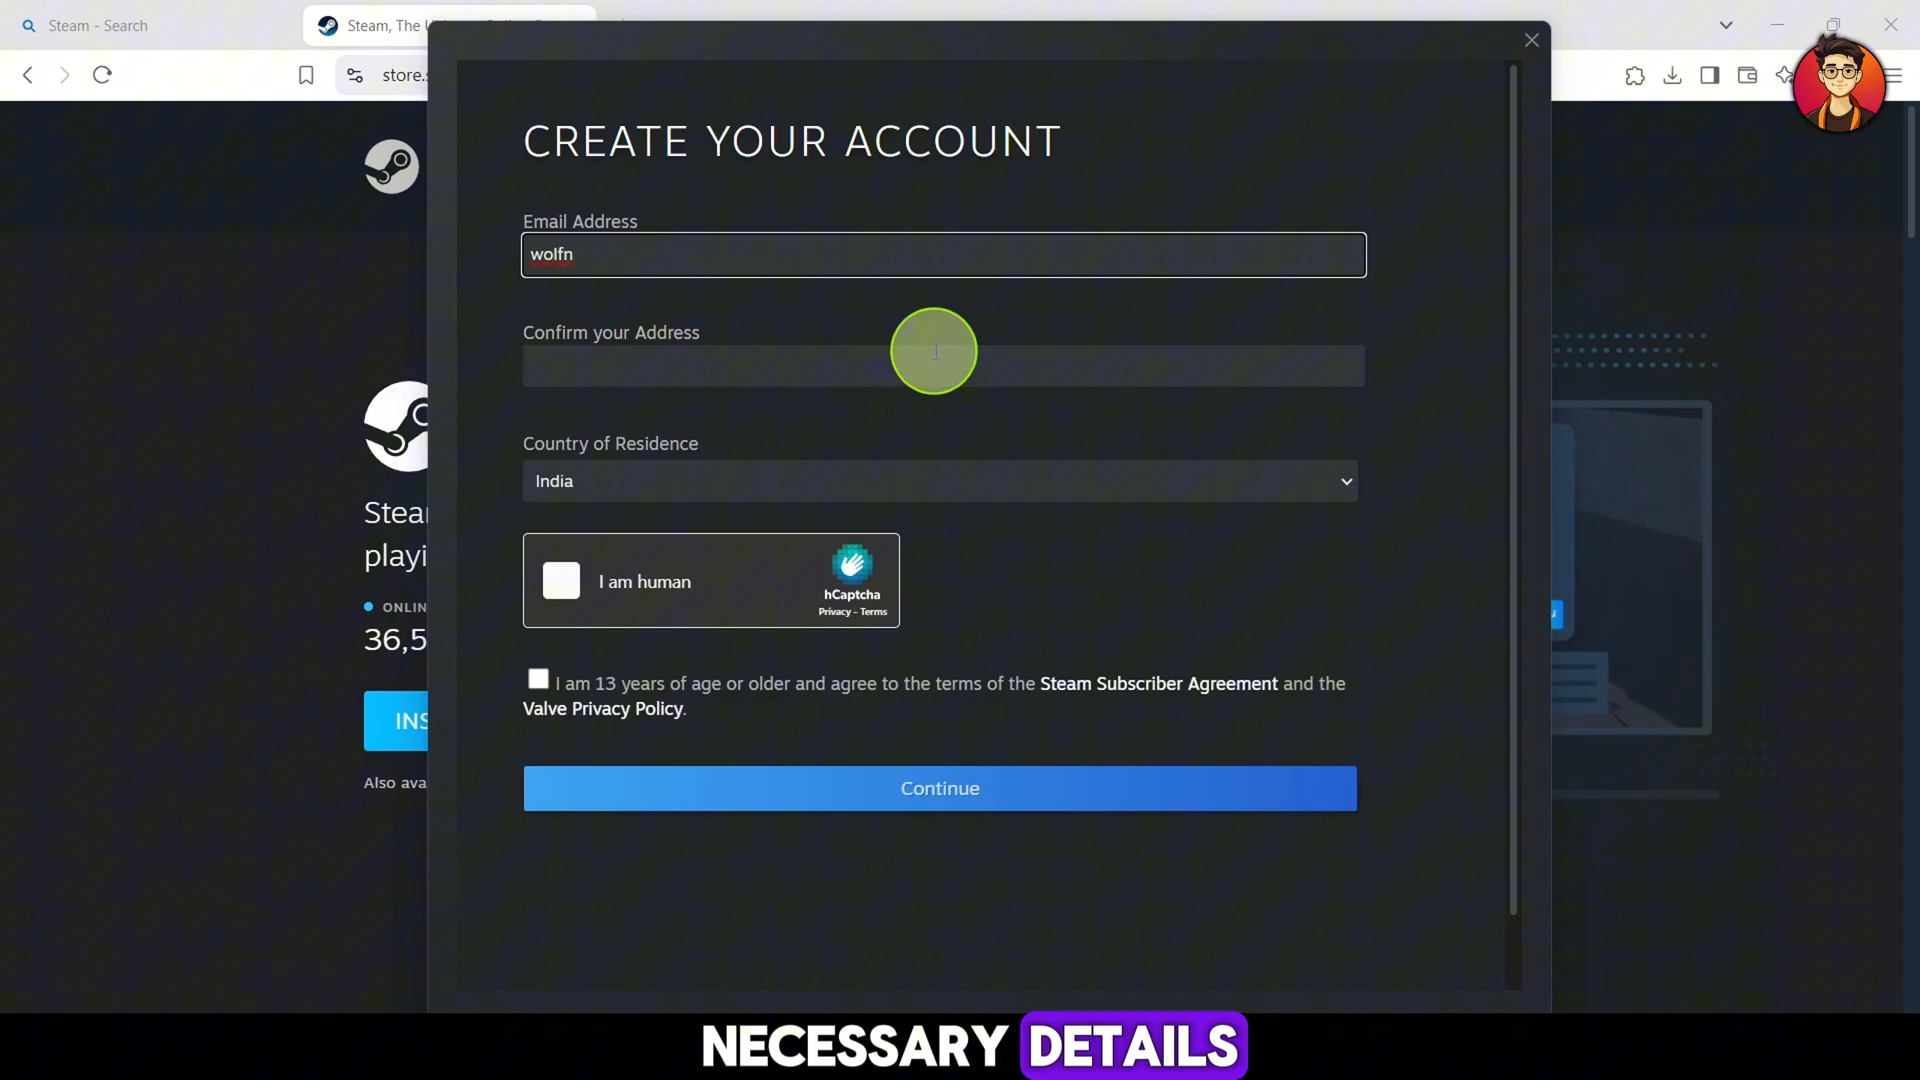 Steam - Search
Steam, The U
store.s
CREATE YOUR ACCOUNT
Email Address
wolfn
Confirm your Address
Country of Residence
India
I am human
hCaptcha
Privacy - Terms
I am 13 years of age or older and agree to the terms of the Steam Subscriber Agreement and the
Valve Privacy Policy.
Continue
Stea
playi
ONLIN
36,5
INS
Also ava
NECESSARY DETAILS